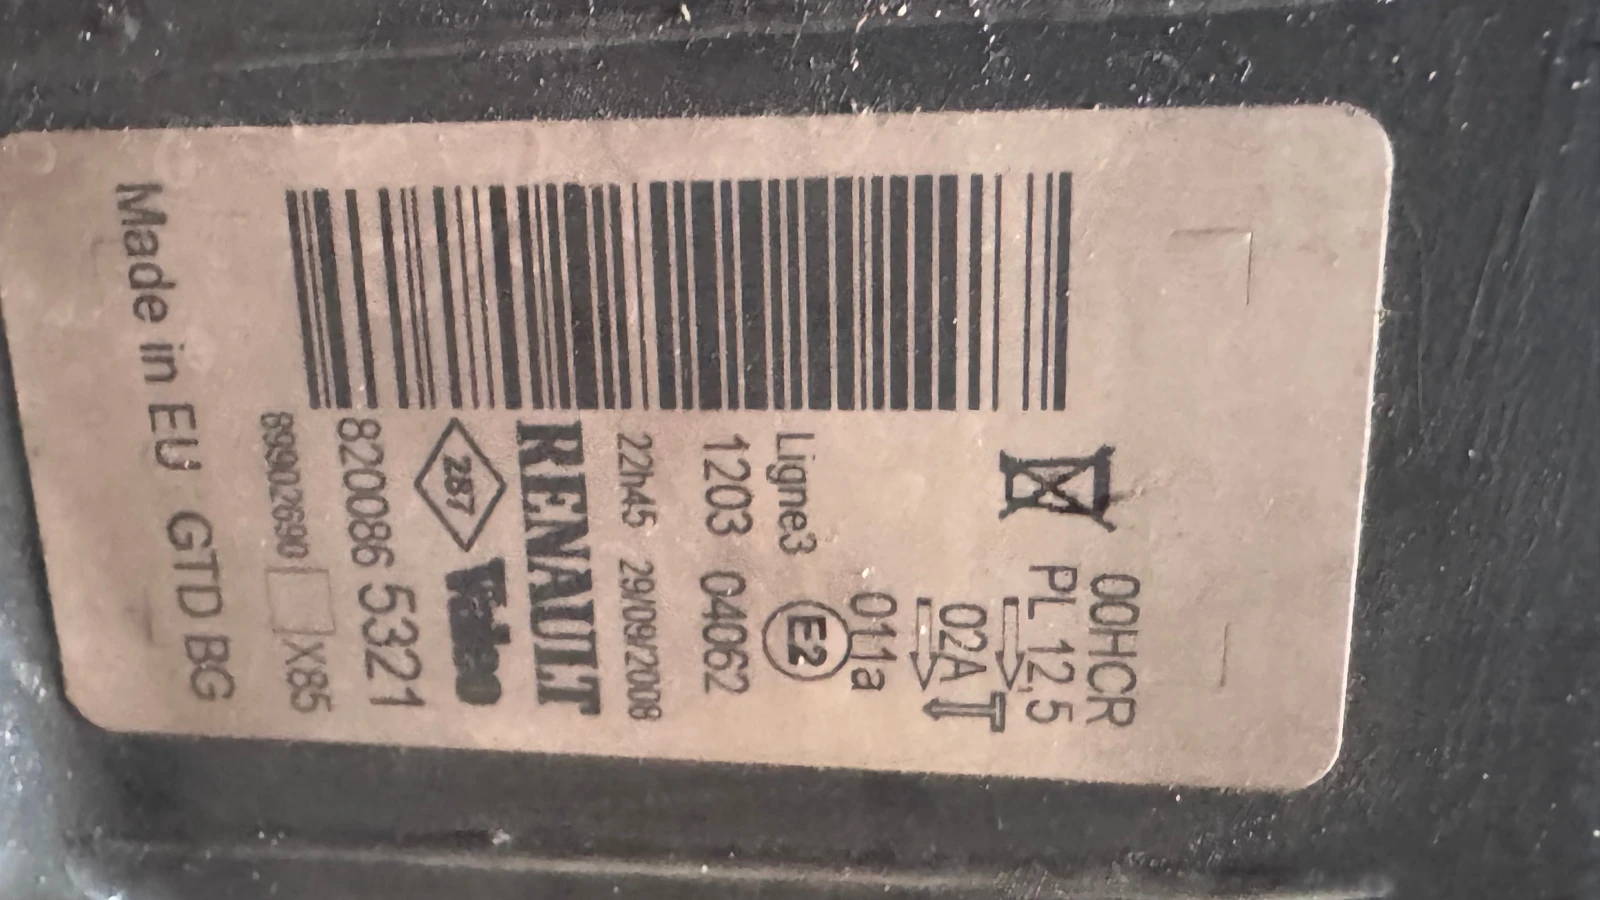 00HCR
PL 12,5
02A
011a
E2
Ligne3
1203 04062
22h45 29/09/2008
RENAULT
287 Valeo
820086 5321
89902690 X85
Made in EU GTD BG